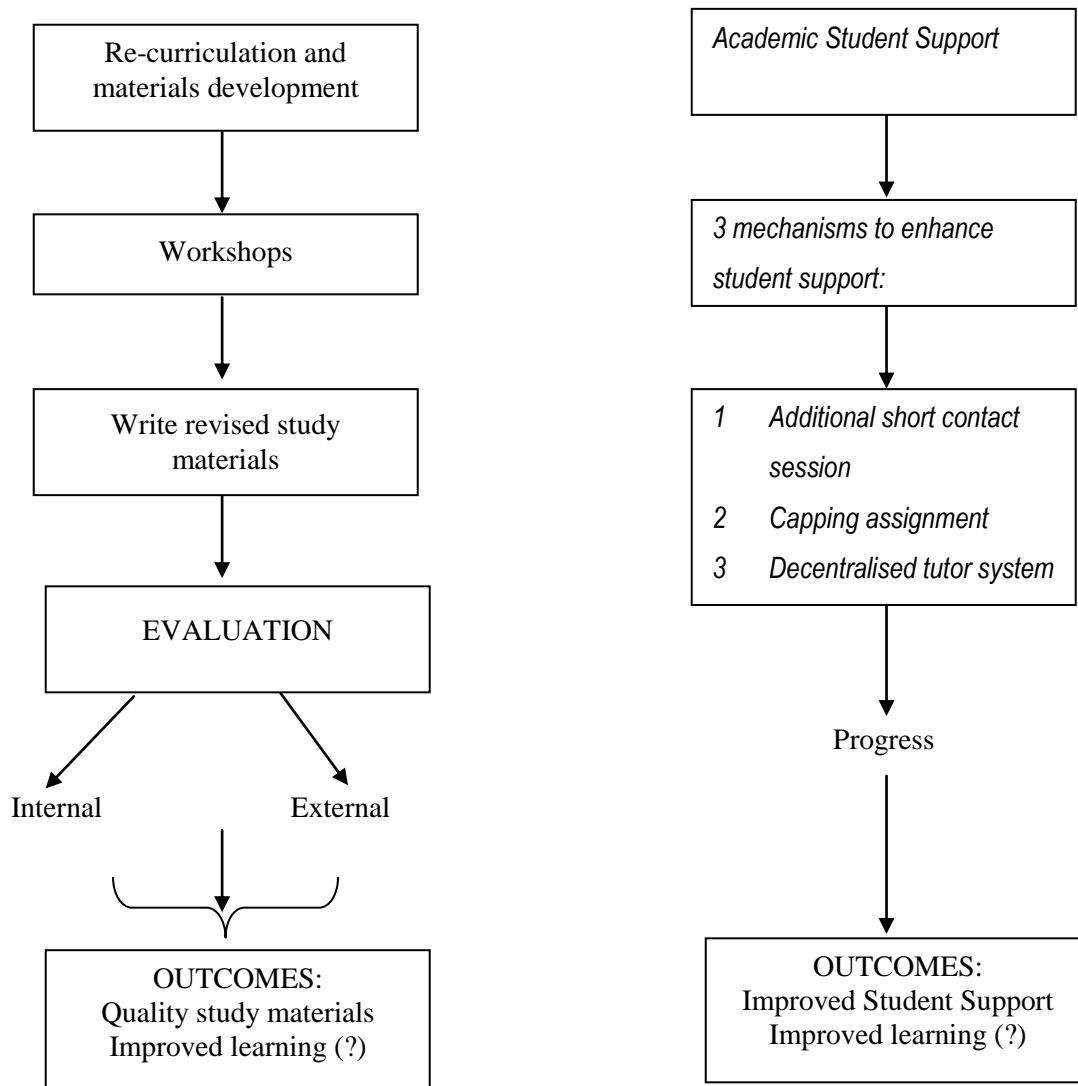 Re-curriculation and
materials development
Workshops
Write revised study
materials
EVALUATION
Internal
External
OUTCOMES:
Quality study materials
Improved learning (?)
Academic Student Support
3 mechanisms to enhance
student support:
1 Additional short contact
session
2 Capping assignment
3 Decentralised tutor system
Progress
OUTCOMES:
Improved Student Support
Improved learning (?)